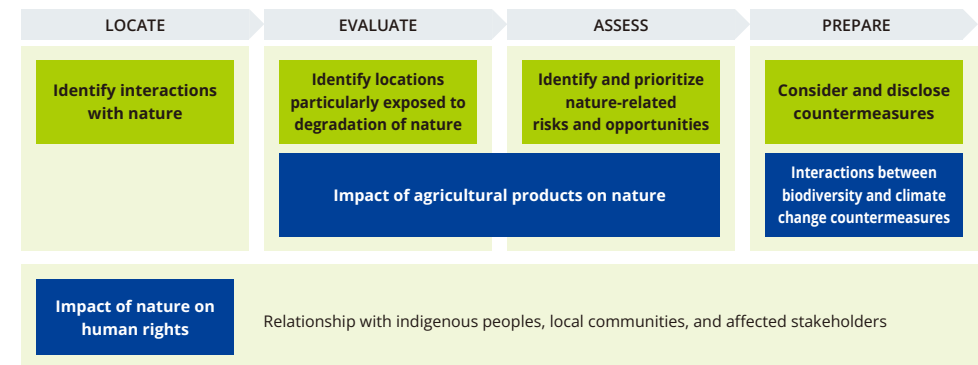 LOCATE
EVALUATE
ASSESS
PREPARE
Identify interactions
with nature
Identify locations
particularly exposed to
degradation of nature
Identify and prioritize
nature-related
risks and opportunities
Consider and disclose
countermeasures
Impact of agricultural products on nature
Interactions between
biodiversity and climate
change countermeasures
Impact of nature on
human rights
Relationship with indigenous peoples, local communities, and affected stakeholders